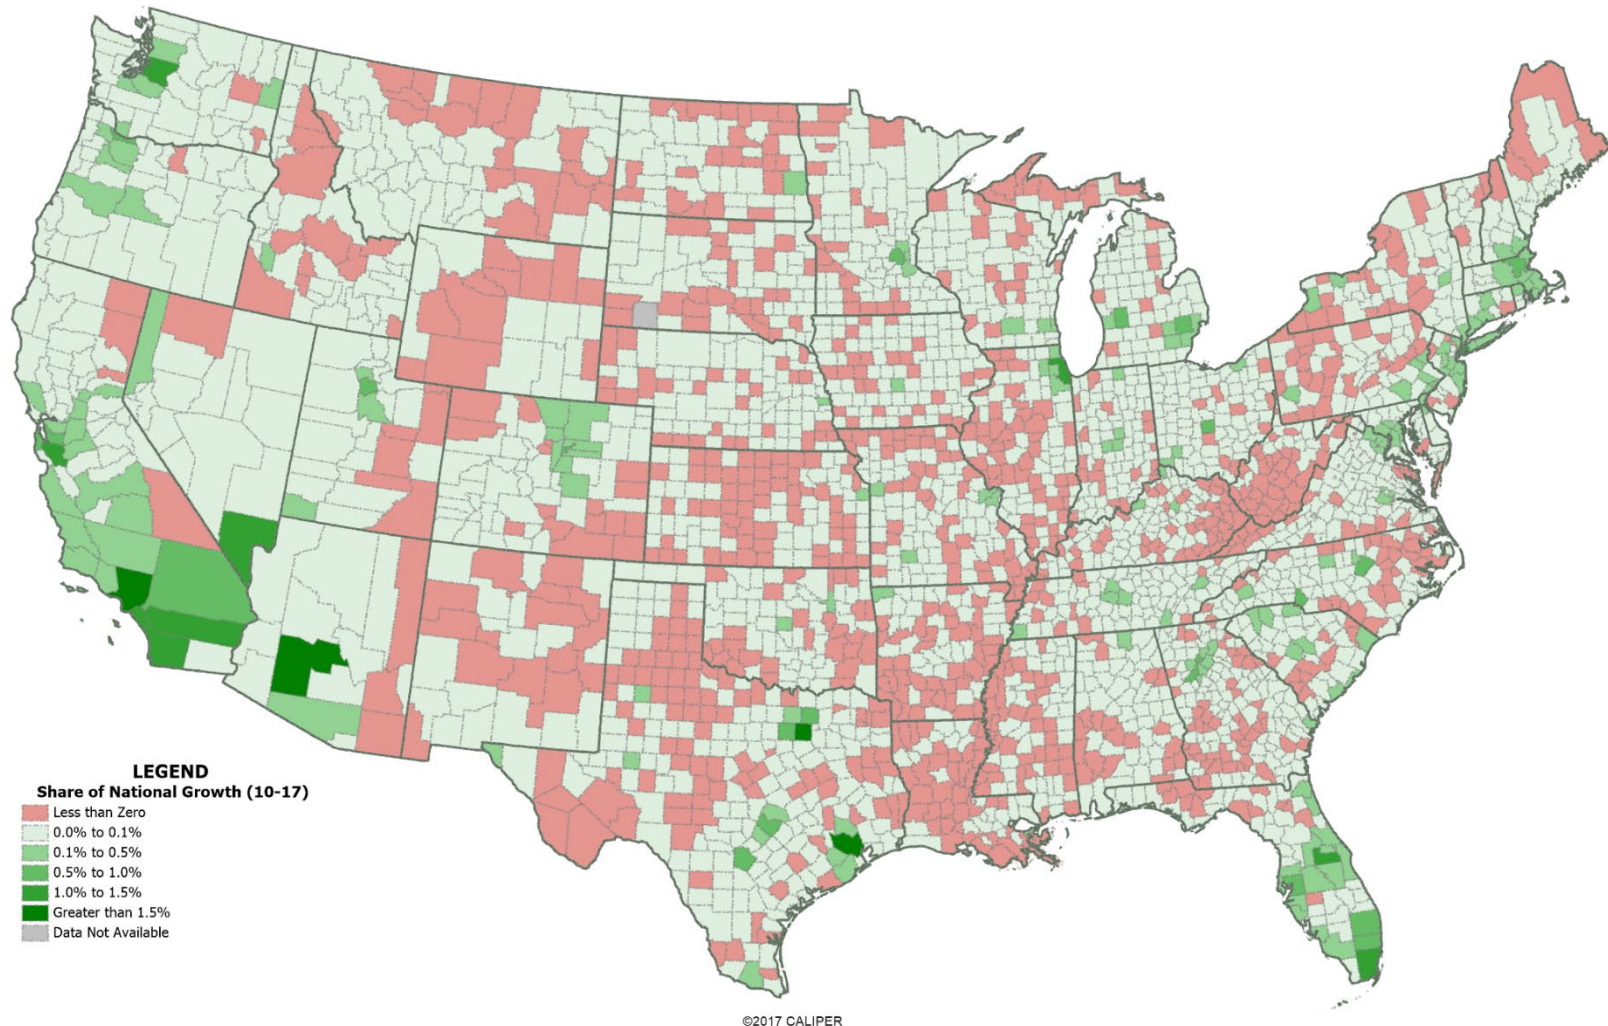 LEGEND
Share of National Growth (10-17)
Less than Zero
0.0% to 0.1%
0.1% to 0.5%
0.5% to 1.0%
1.0% to 1.5%
Greater than 1.5%
Data Not Available
©2017 CALIPER